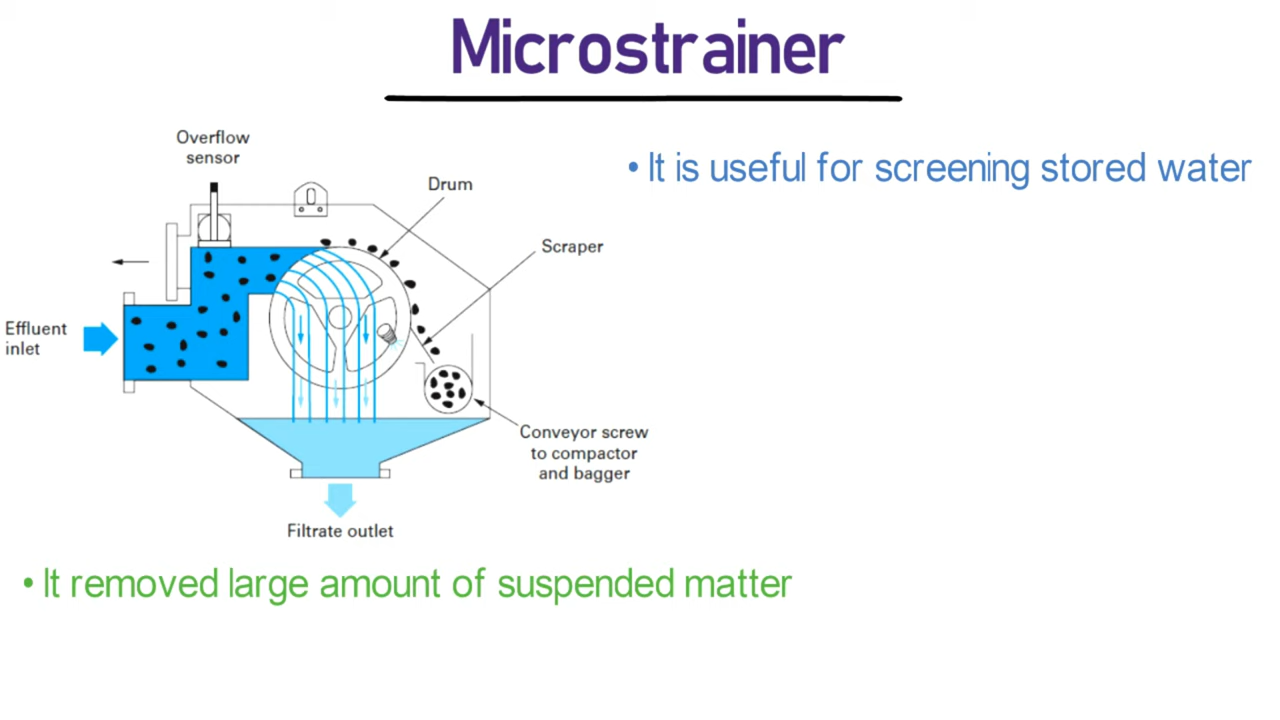 Microstrainer
Overflow
sensor
Drum
• It is useful for screening stored water
Scraper
Effluent
inlet
Conveyor screw
to compactor
and bagger
Filtrate outlet
• It removed large amount of suspended matter